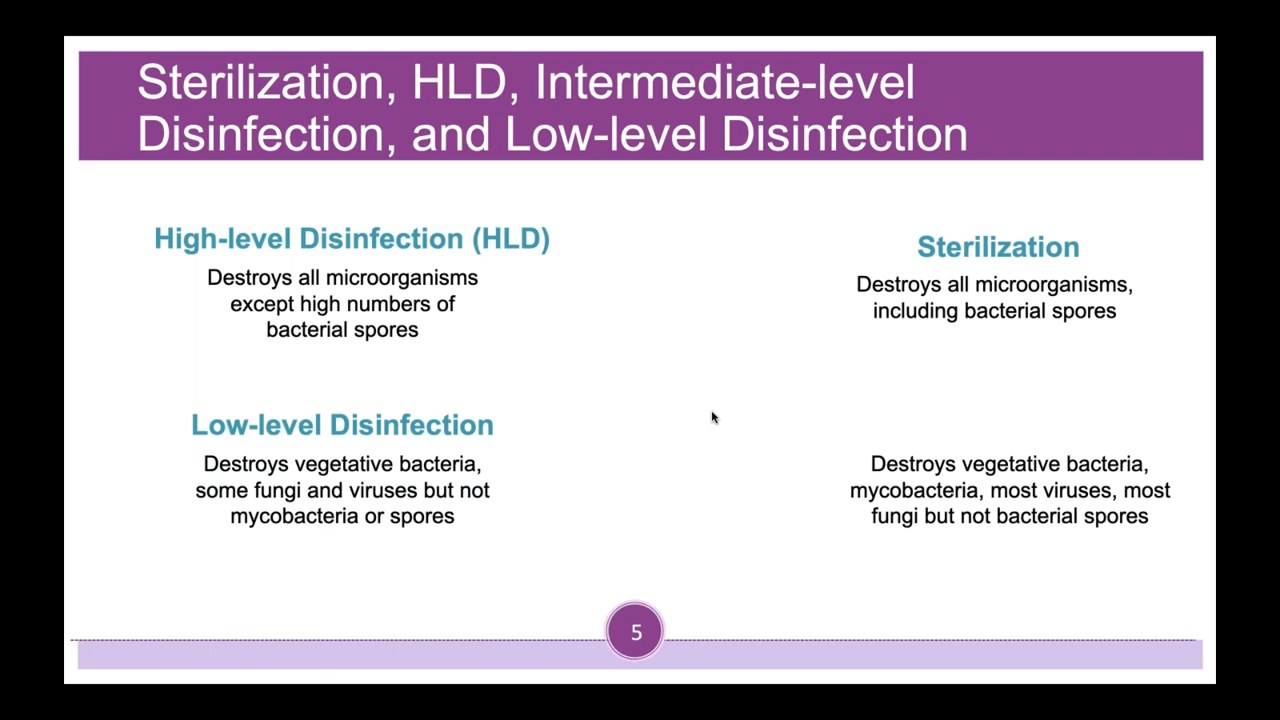 Sterilization, HLD, Intermediate-level
Disinfection, and Low-level Disinfection
High-level Disinfection (HLD)
Destroys all microorganisms
except high numbers of
bacterial spores
Sterilization
Destroys all microorganisms,
including bacterial spores
Low-level Disinfection
Destroys vegetative bacteria,
some fungi and viruses but not
mycobacteria or spores
Destroys vegetative bacteria,
mycobacteria, most viruses, most
fungi but not bacterial spores
5